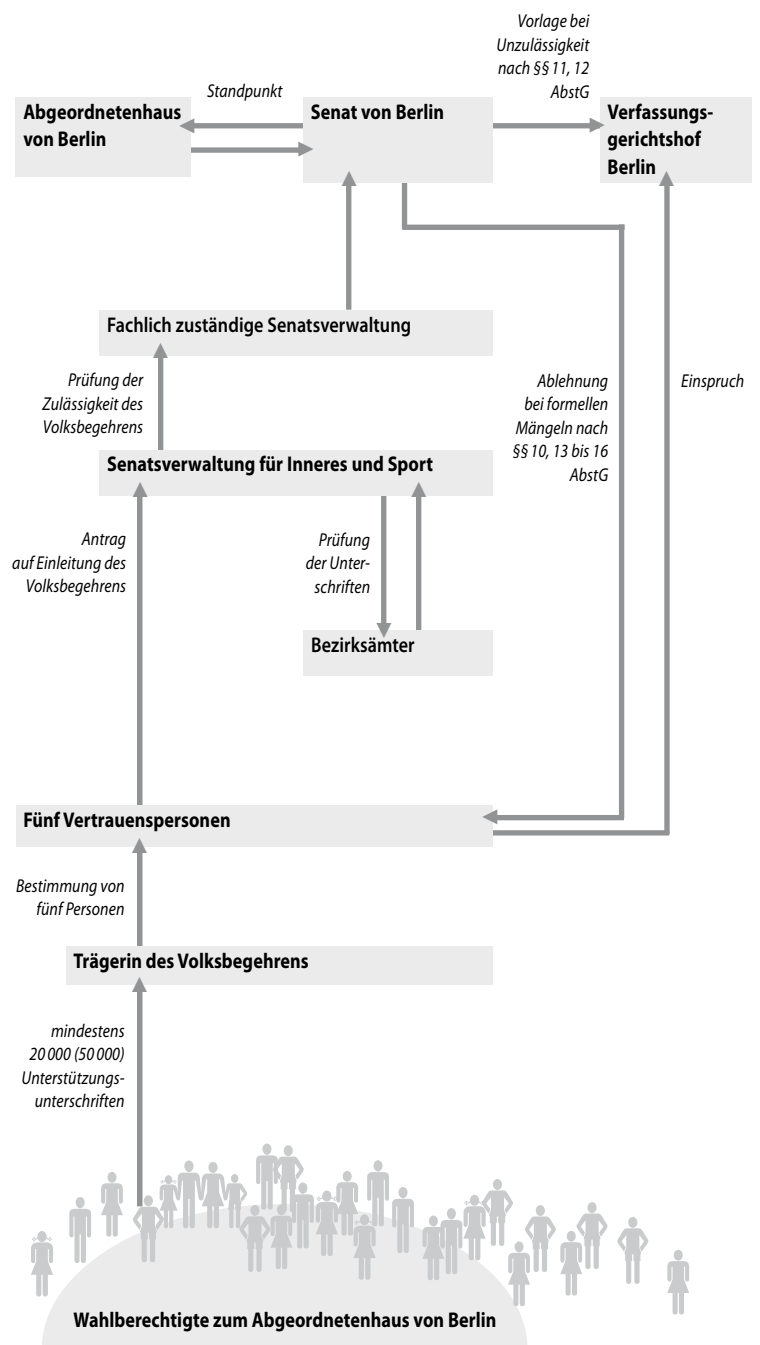 Vorlage bei
Unzulässigkeit
nach §§ 11, 12
AbstG
Standpunkt
Abgeordnetenhaus
von Berlin
Senat von Berlin
Verfassungs-
gerichtshof
Berlin
Fachlich zuständige Senatsverwaltung
Prüfung der
Zulässigkeit des
Volksbegehrens
Ablehnung
bei formellen
Mängeln nach
§§ 10, 13 bis 16
AbstG
Einspruch
Senatsverwaltung für Inneres und Sport
Antrag
auf Einleitung des
Volksbegehrens
Prüfung
der Unter-
schriften
Bezirksämter
Fünf Vertrauenspersonen
Bestimmung von
fünf Personen
Trägerin des Volksbegehrens
mindestens
20 000 (50 000)
Unterstützungs-
unterschriften
Wahlberechtigte zum Abgeordnetenhaus von Berlin